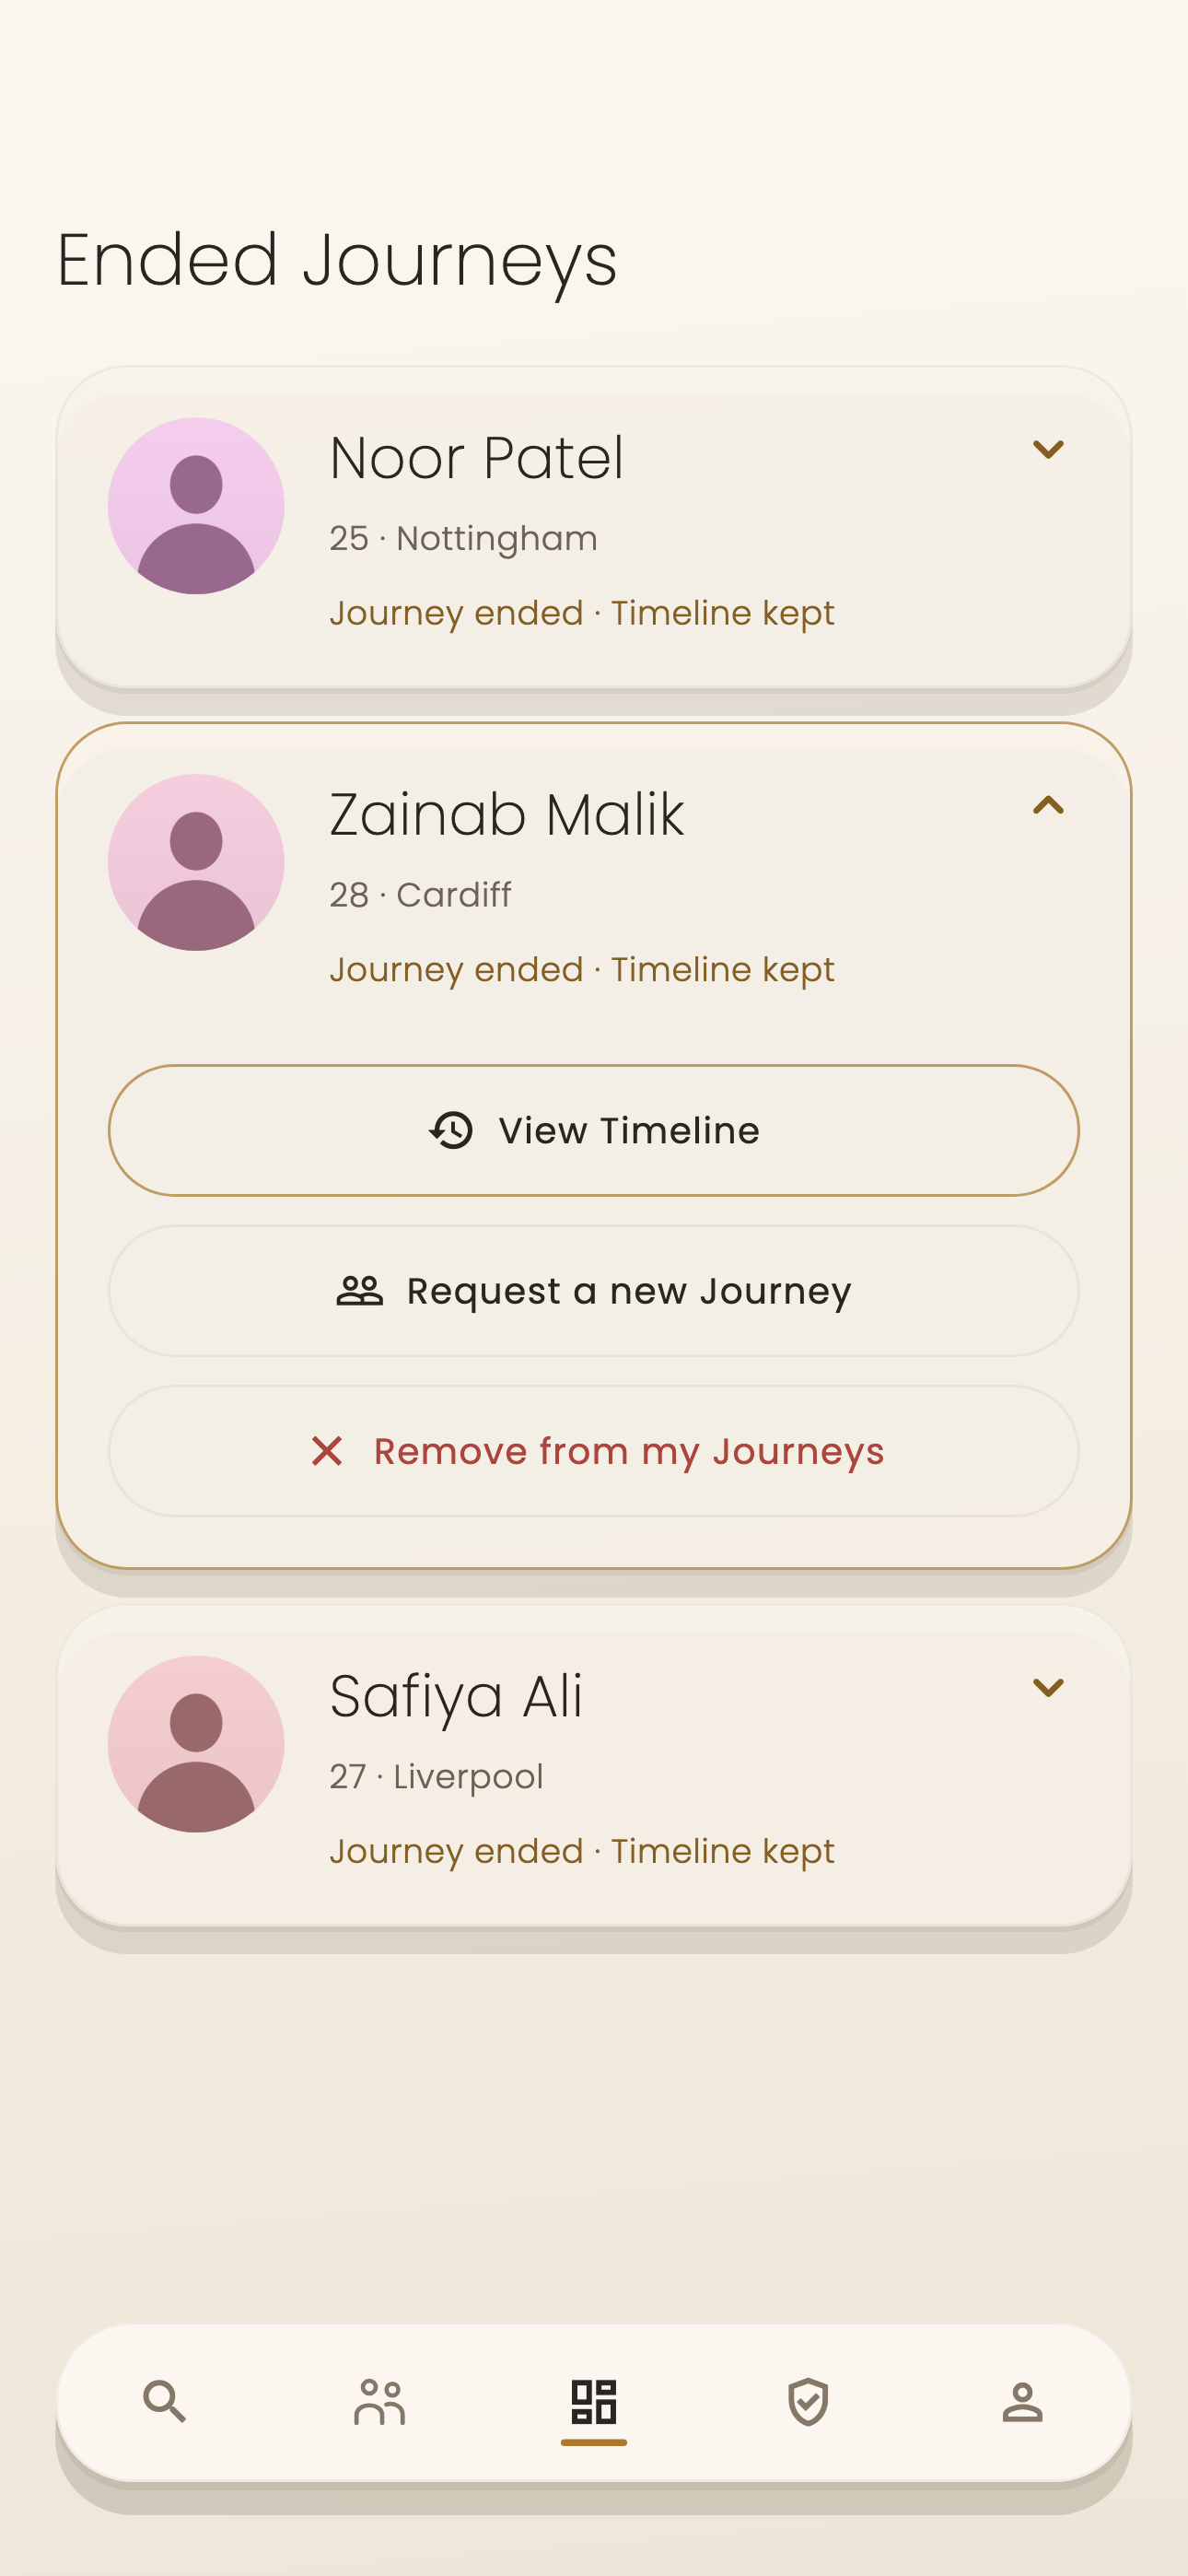 Ended Journeys
Noor Patel
25 · Nottingham
Journey ended · Timeline kept
Zainab Malik
28 · Cardiff
Journey ended · Timeline kept
View Timeline
Request a new Journey
Remove from my Journeys
Safiya Ali
27 · Liverpool
Journey ended · Timeline kept